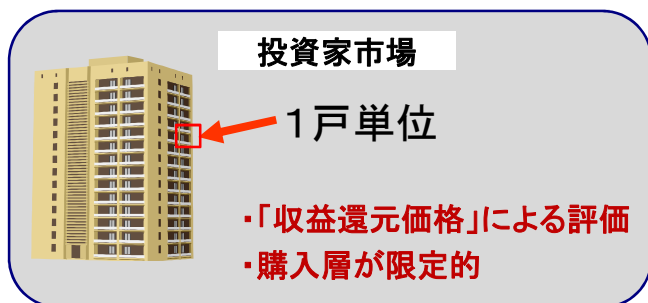 投資家市場
１戸単位
・「収益還元価格」による評価
・購入層が限定的